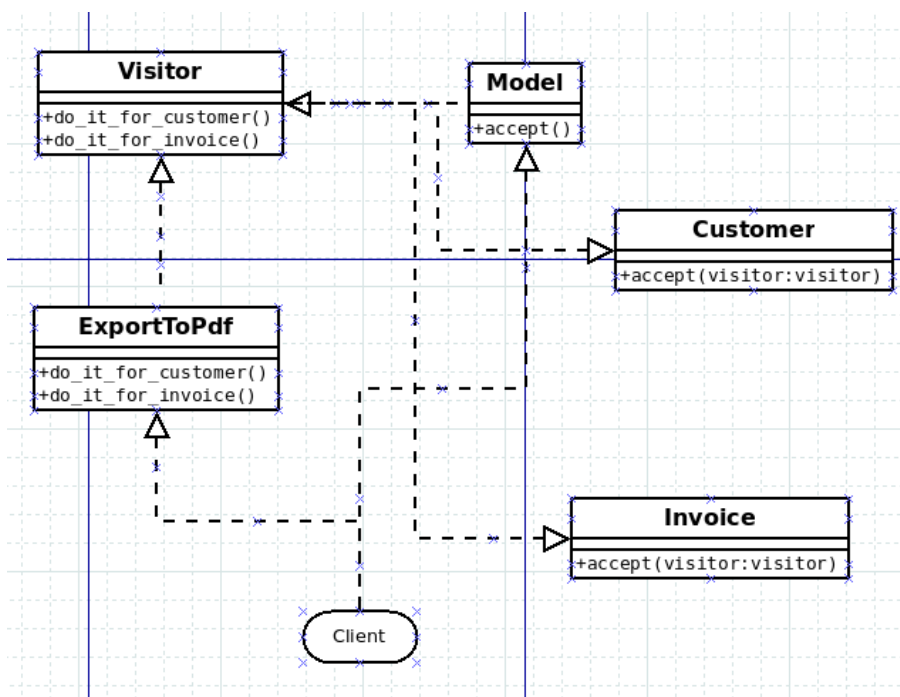 Visitor
+do_it_for_customer()
+do_it_for_invoice()
Model
+accept()
Customer
+accept(visitor:visitor)
ExportToPdf
+do_it_for_customer()
+do_it_for_invoice()
Invoice
+accept(visitor:visitor)
Client